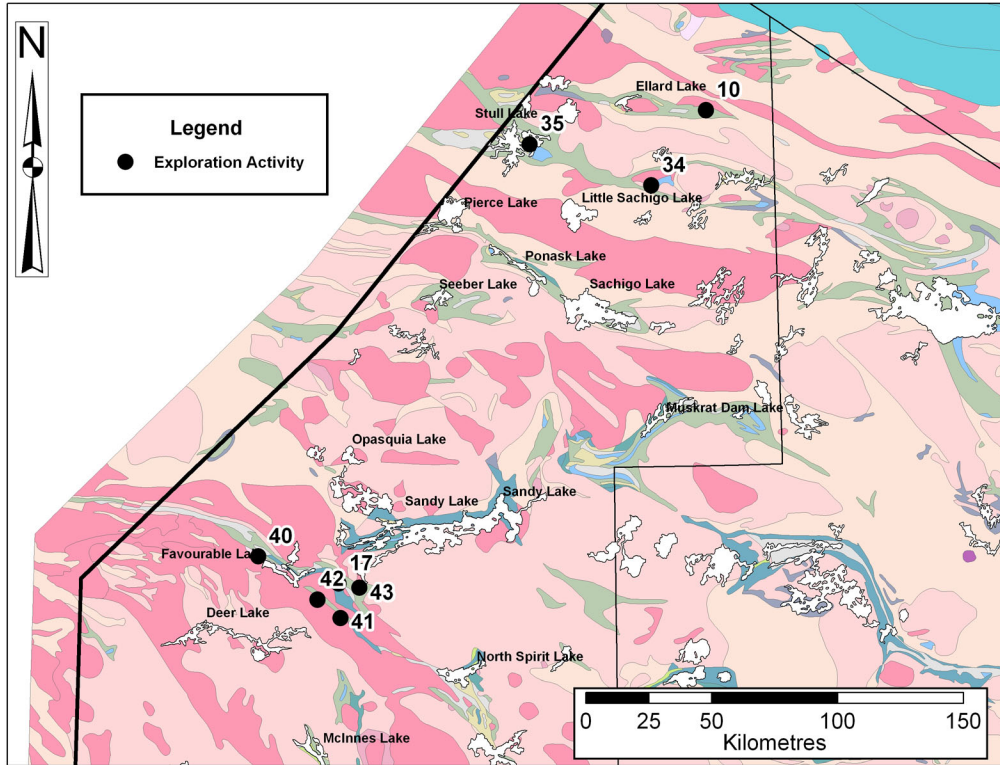 N
Legend
Exploration Activity
Ellard Lake
10
Stull Lake
35
34
Little Sachigo Lake
Pierce Lake
Ponask Lake
Seeber Lake
Sachigo Lake
Muskrat Dam Lake
Opasquia Lake
Sandy Lake
Sandy Lake
40
Favourable La
17
42
43
Deer Lake
41
North Spirit Lake
McInnes Lake
0 25 50 100 150
Kilometres